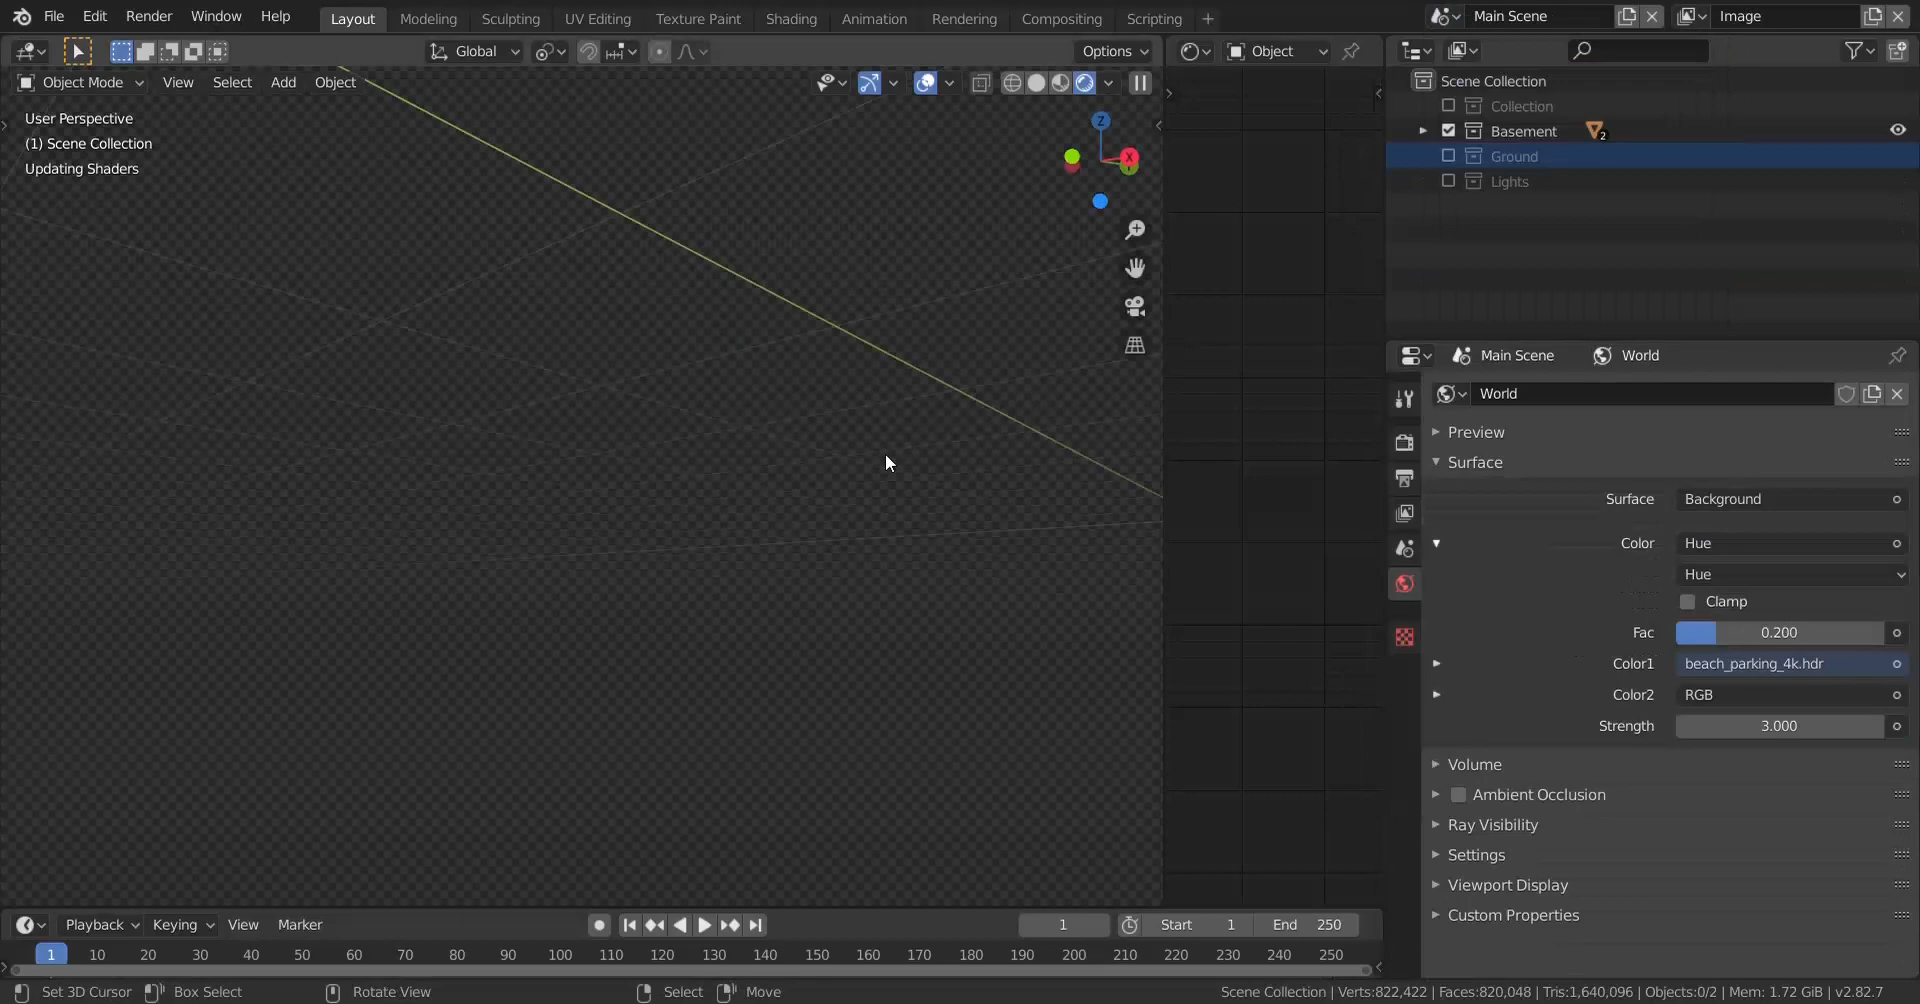 File Edit Render Window Help Layout Modeling Sculpting UV Editing Texture Paint Shading Animation Rendering Compositing Scripting + Main Scene Image
Global Options Object
Object Mode View Select Add Object
User Perspective
(1) Scene Collection
Updating Shaders
Z
X
Scene Collection
Collection
Basement 2
Ground
Lights
Main Scene World
World
Preview
Surface
Surface Background
Color Hue
Hue
Clamp
Fac 0.200
Color1 beach_parking_4k.hdr
Color2 RGB
Strength 3.000
Volume
Ambient Occlusion
Ray Visibility
Settings
Viewport Display
Custom Properties
Playback Keying View Marker 1 Start 1 End 250
1 10 20 30 40 50 60 70 80 90 100 110 120 130 140 150 160 170 180 190 200 210 220 230 240 250
Set 3D Cursor Box Select Rotate View Select Move Scene Collection | Verts:822,422 | Faces:820,048 | Tris:1,640,096 | Objects:0/2 | Mem: 1.72 GiB | v2.82.7